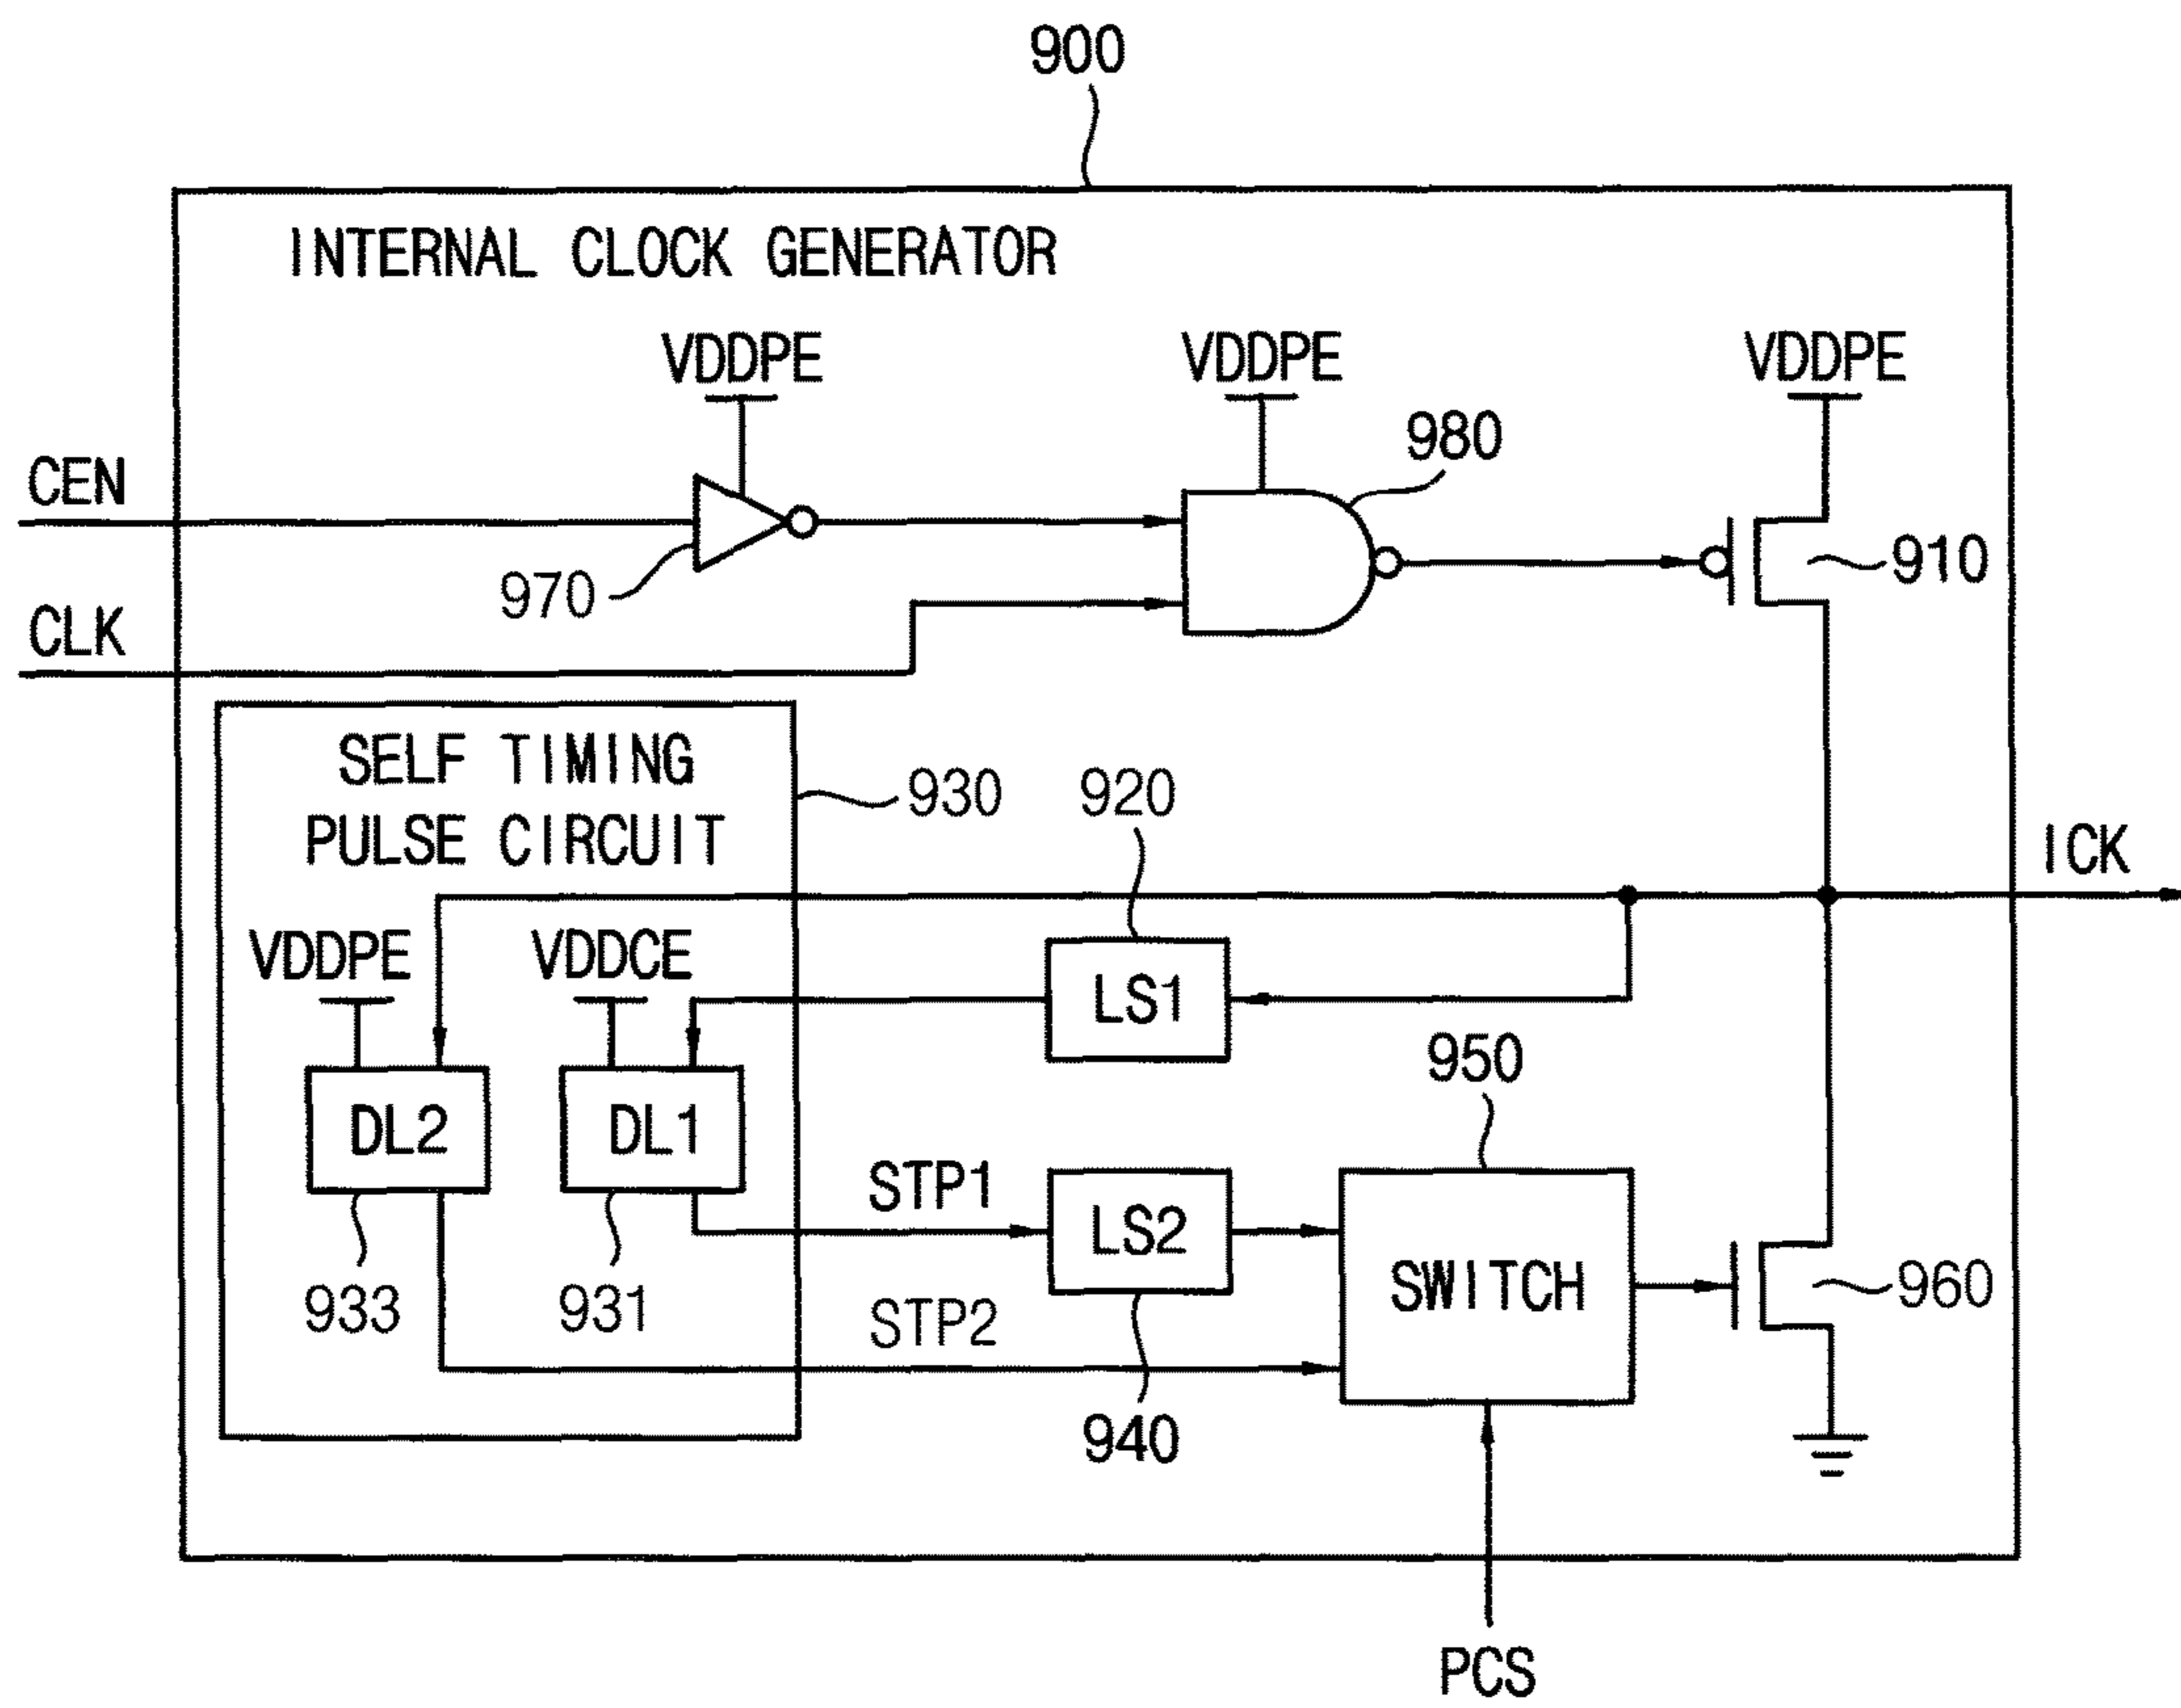 900
INTERNAL CLOCK GENERATOR
VDDPE
VDDPE
VDDPE
980
CEN
970
910
CLK
SELF TIMING
PULSE CIRCUIT
930
920
ICK
VDDPE
VDDCE
LS1
950
DL2
DL1
STP1
LS2
SWITCH
933
931
STP2
960
940
PCS